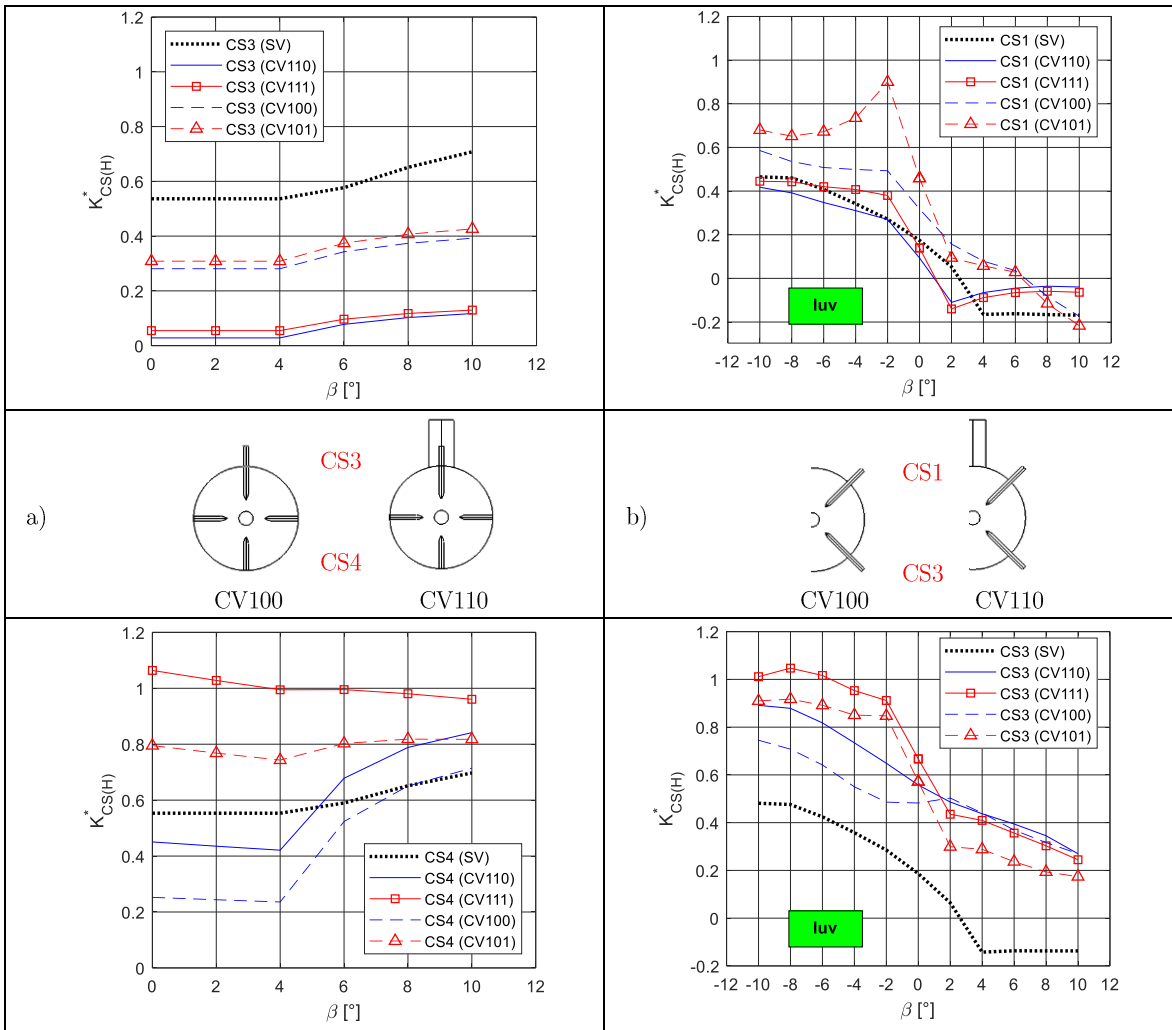 1.2
1
0.8
0.6
0.4
0.2
0
K*CS(H)
CS3 (SV)
CS3 (CV110)
CS3 (CV111)
CS3 (CV100)
CS3 (CV101)
0 2 4 6 8 10 12
β [°]
1.2
1
0.8
0.6
0.4
0.2
0
-0.2
K*CS(H)
CS1 (SV)
CS1 (CV110)
CS1 (CV111)
CS1 (CV100)
CS1 (CV101)
luv
-12 -10 -8 -6 -4 -2 0 2 4 6 8 10 12
β [°]
a)
CS3
CS4
CV100 CV110
b)
CS1
CS3
CV100 CV110
1.2
1
0.8
0.6
0.4
0.2
0
K*CS(H)
CS4 (SV)
CS4 (CV110)
CS4 (CV111)
CS4 (CV100)
CS4 (CV101)
0 2 4 6 8 10 12
β [°]
1.2
1
0.8
0.6
0.4
0.2
0
-0.2
K*CS(H)
CS3 (SV)
CS3 (CV110)
CS3 (CV111)
CS3 (CV100)
CS3 (CV101)
luv
-12 -10 -8 -6 -4 -2 0 2 4 6 8 10 12
β [°]